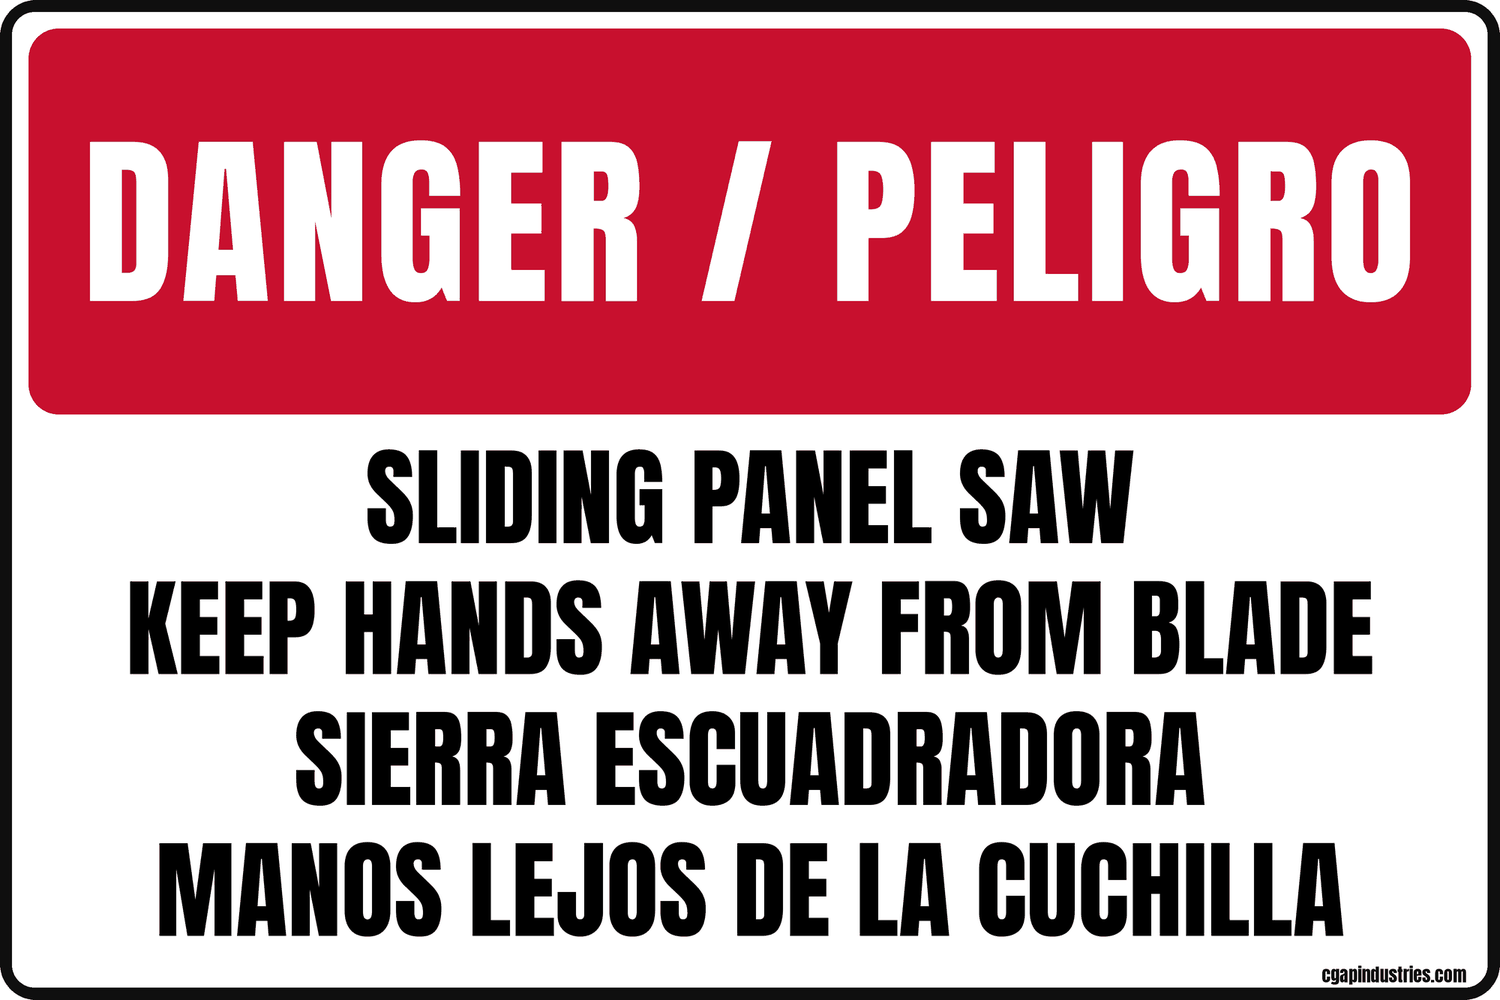 DANGER / PELIGRO
SLIDING PANEL SAW
KEEP HANDS AWAY FROM BLADE
SIERRA ESCUADRADORA
MANOS LEJOS DE LA CUCHILLA
cgapindustries.com